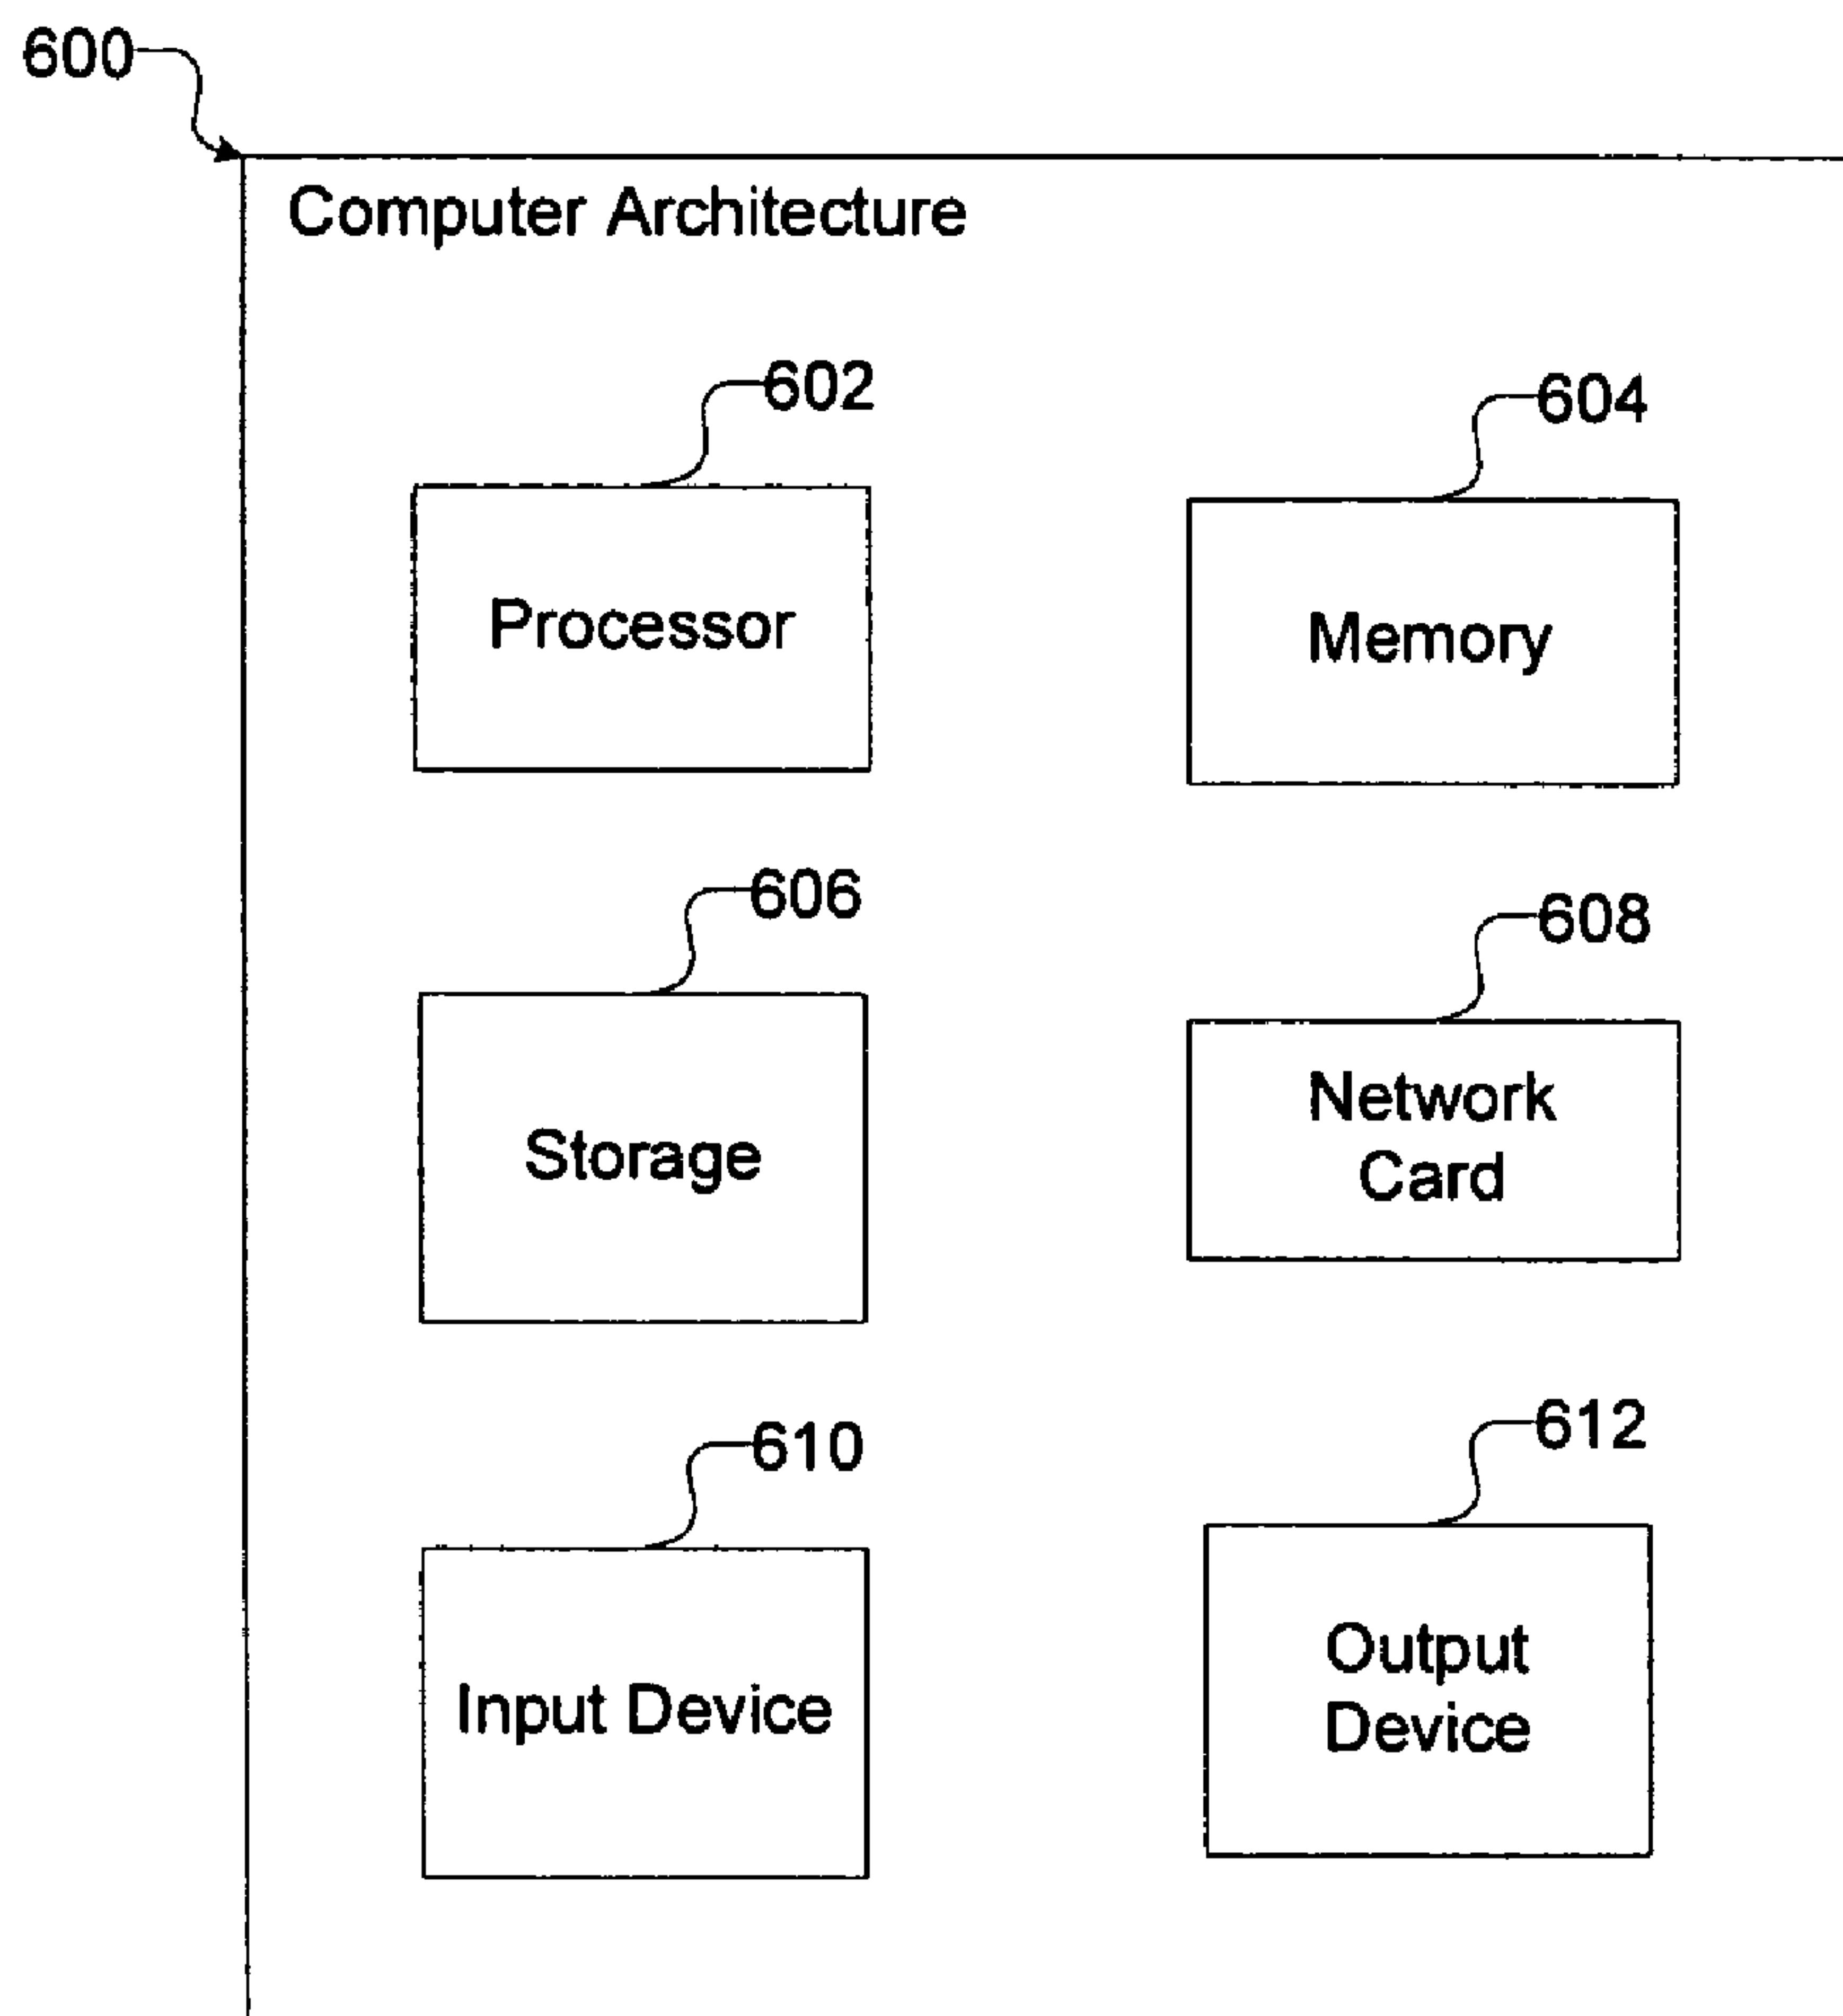 600
Computer Architecture
602
604
Processor
Memory
606
608
Storage
Network
Card
610
612
Input Device
Output
Device